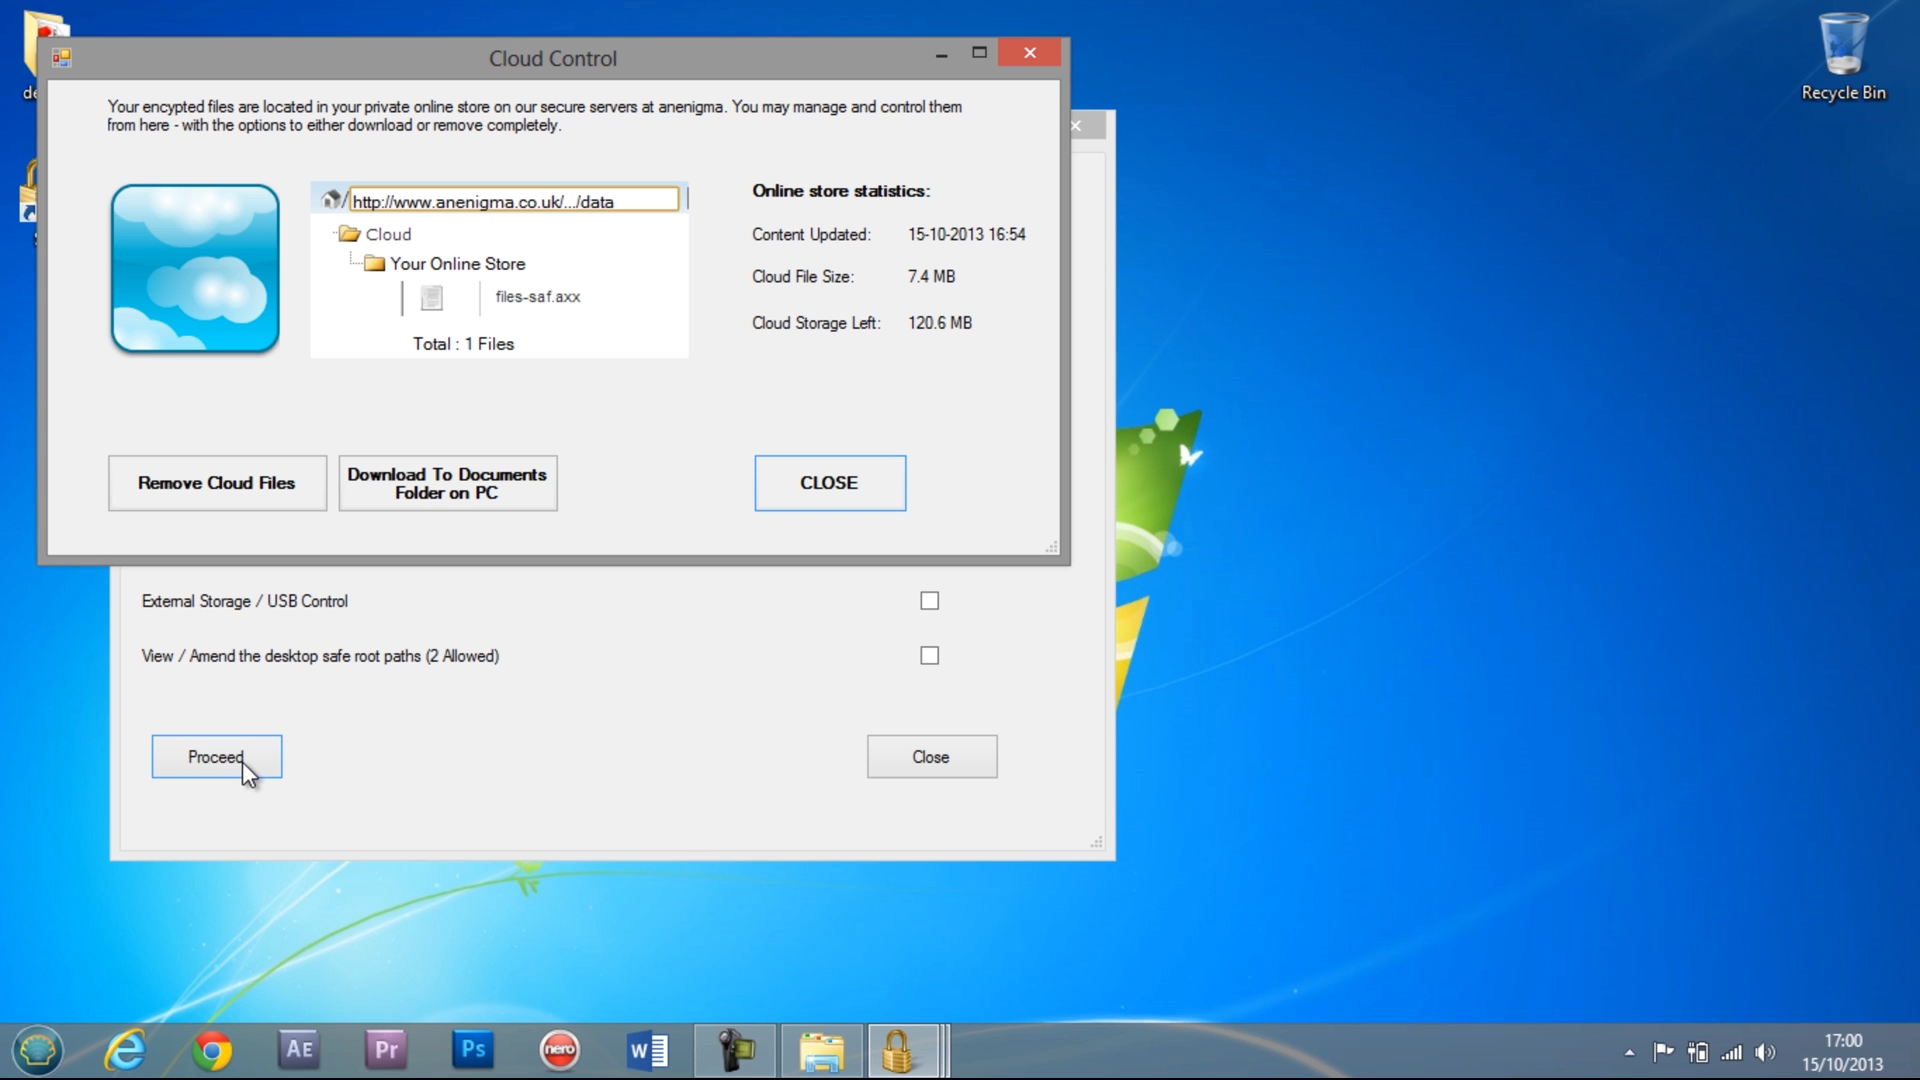 Cloud Control
Your encypted files are located in your private online store on our secure servers at anenigma. You may manage and control them
from here - with the options to either download or remove completely.
/ http://www.anenigma.co.uk/.../data
Cloud
Your Online Store
files-saf.axx
Total : 1 Files
Online store statistics:
Content Updated: 15-10-2013 16:54
Cloud File Size: 7.4 MB
Cloud Storage Left: 120.6 MB
Remove Cloud Files
Download To Documents
Folder on PC
CLOSE
External Storage / USB Control
View / Amend the desktop safe root paths (2 Allowed)
Proceed
Close
Recycle Bin
AE
Pr
Ps
nero
W
17:00
15/10/2013